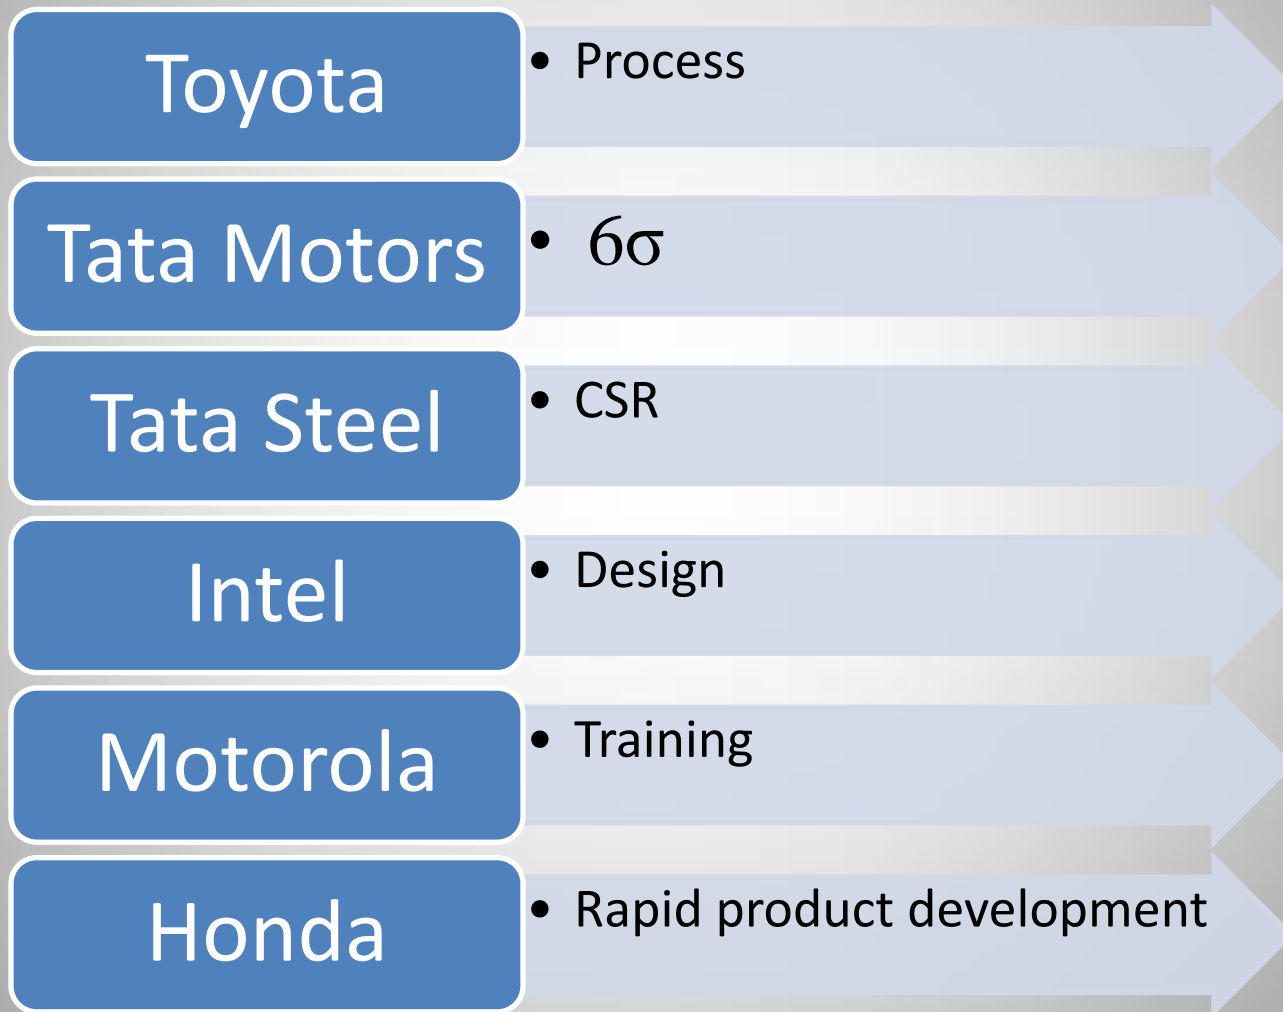 Toyota
• Process
Tata Motors
• 6σ
Tata Steel
• CSR
Intel
• Design
Motorola
• Training
Honda
• Rapid product development